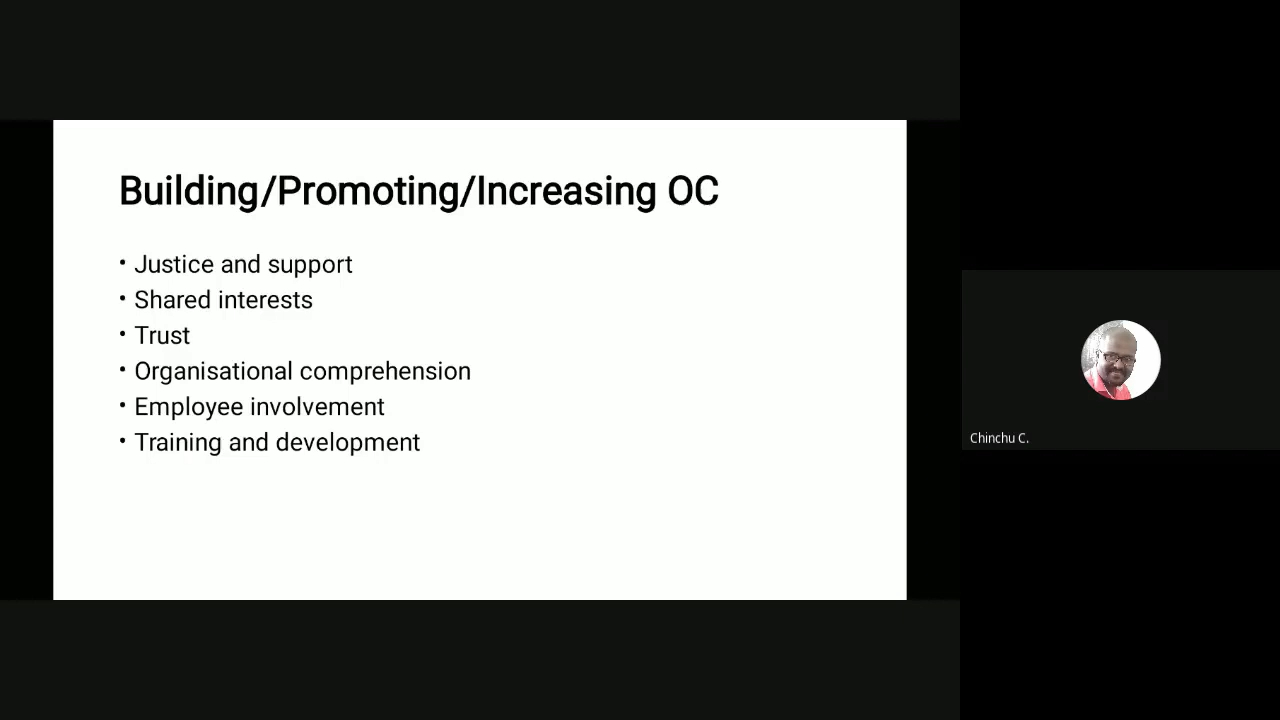 Building/Promoting/Increasing OC
• Justice and support
• Shared interests
• Trust
• Organisational comprehension
• Employee involvement
• Training and development
Chinchu C.